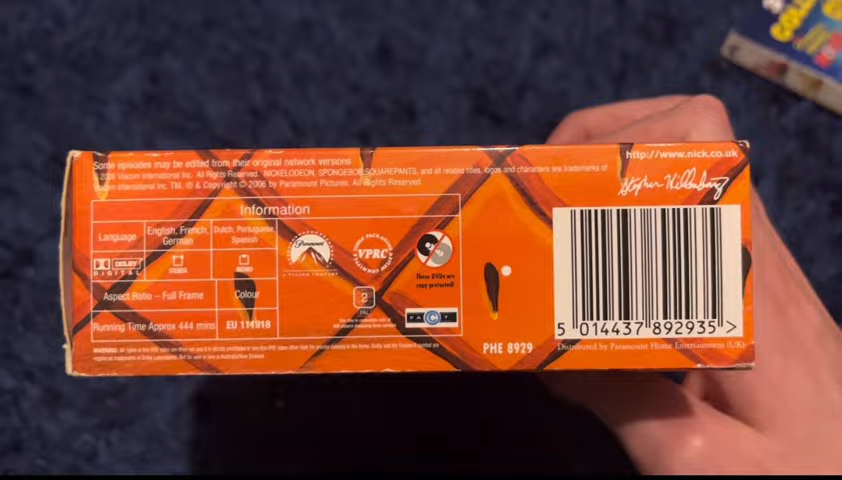 Some episodes may be edited from their original network versions
http://www.nick.co.uk
2006 Viacom International Inc. All Rights Reserved. NICKELODEON, SPONGEBOB SQUAREPANTS, and all related titles, logos and characters are trademarks of
Viacom International Inc. TM, ® & Copyright © 2006 by Paramount Pictures. All Rights Reserved.
Stephen Hillenburg
Information
Language
English, French, German
Dutch, Portuguese, Spanish
DOLBY
DIGITAL
Paramount
VPRC
These DVDs are
copy-protected!
Aspect Ratio – Full Frame
Colour
2
PAL
FACT
Running Time Approx 444 mins
EU 111918
PHE 8929
5 014437 892935 >
Distributed by Paramount Home Entertainment (UK)